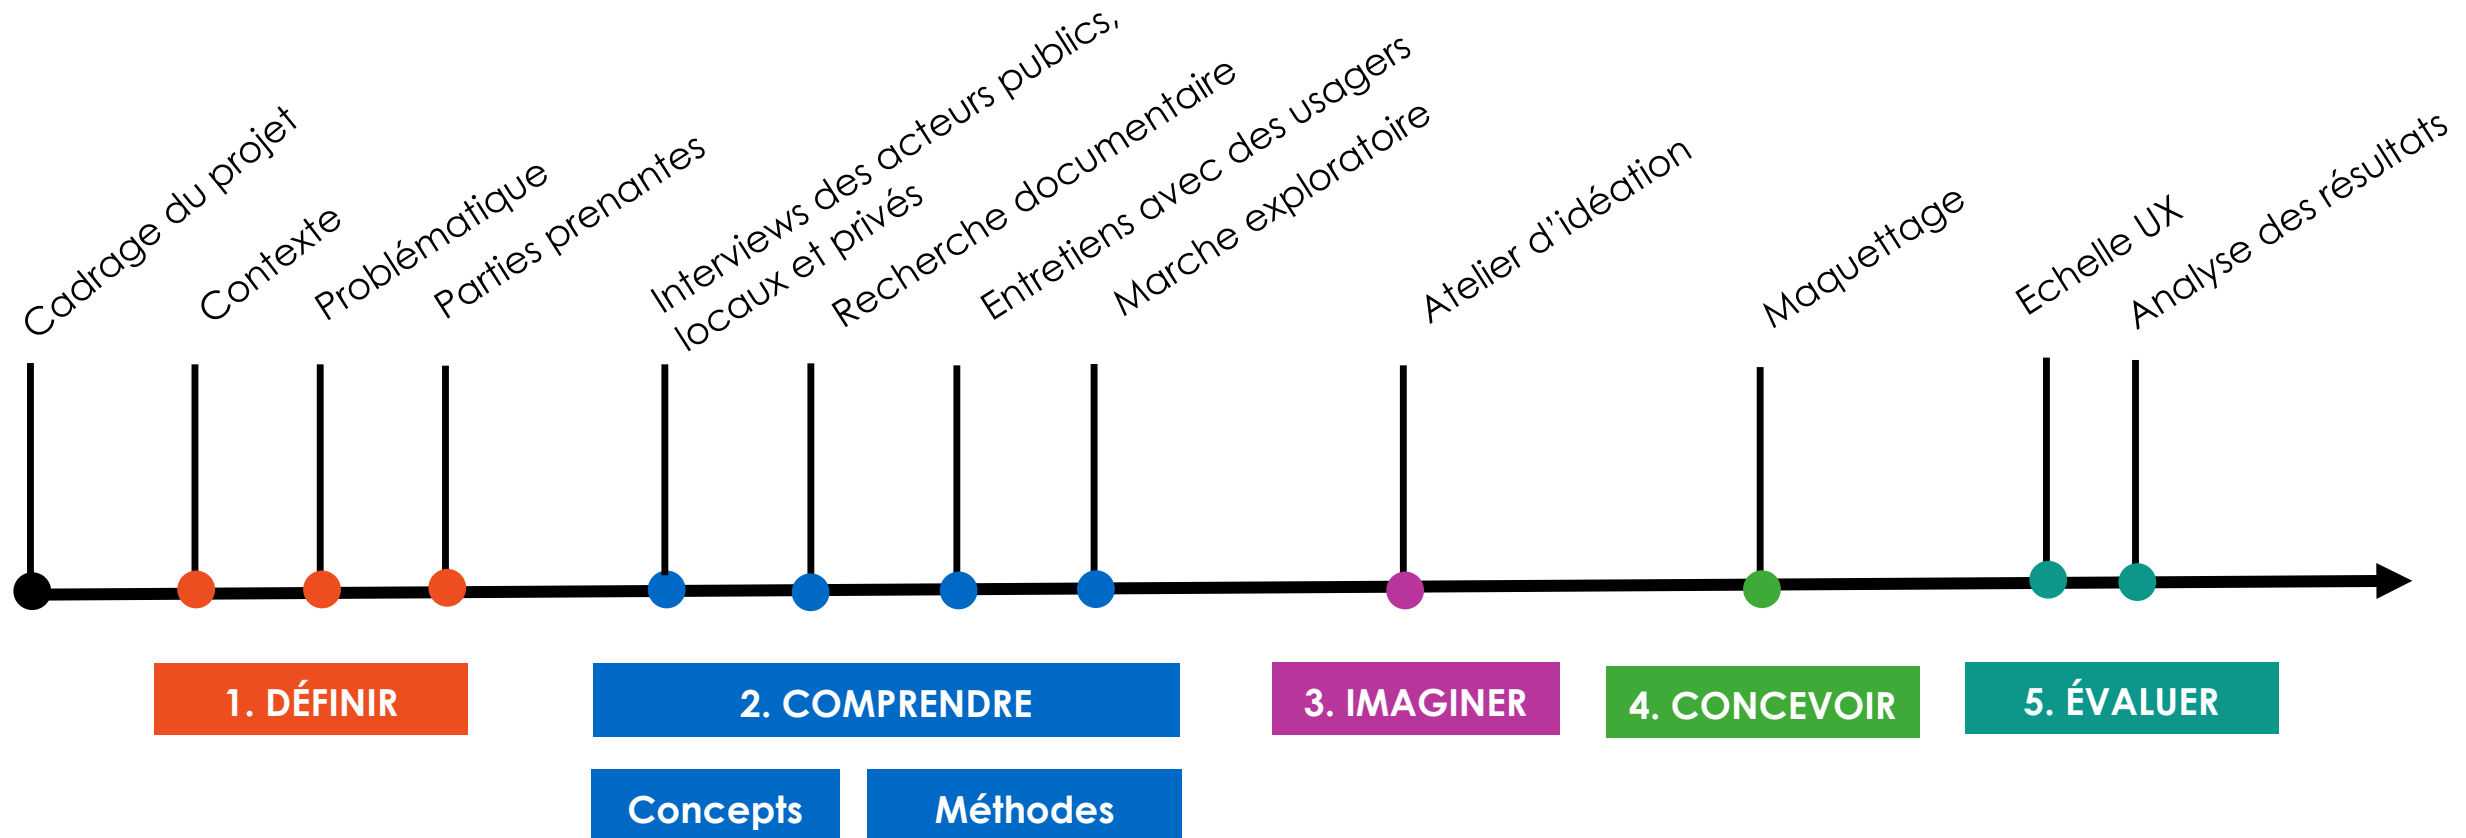 Cadrage du projet
Contexte
Problématique
Parties prenantes
Interviews des acteurs publics,
locaux et privés
Recherche documentaire
Entretiens avec des usagers
Marche exploratoire
Atelier d'idéation
Maquettage
Echelle UX
Analyse des résultats
1. DÉFINIR
2. COMPRENDRE
3. IMAGINER
4. CONCEVOIR
5. ÉVALUER
Concepts
Méthodes